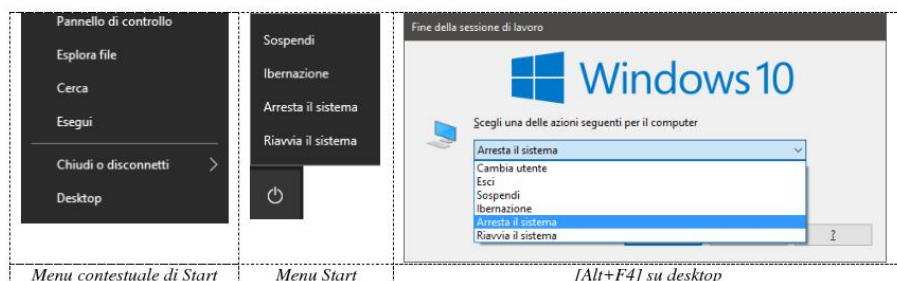 Pannello di controllo
Esplora file
Cerca
Esegui
Chiudi o disconnetti
Desktop
Menu contestuale di Start
Sospendi
Ibernazione
Arresta il sistema
Riavvia il sistema
Menu Start
Fine della sessione di lavoro
Windows 10
Scegli una delle azioni seguenti per il computer
Arresta il sistema
Cambia utente
Esci
Sospendi
Ibernazione
Arresta il sistema
Riavvia il sistema
?
[Alt+F4] su desktop